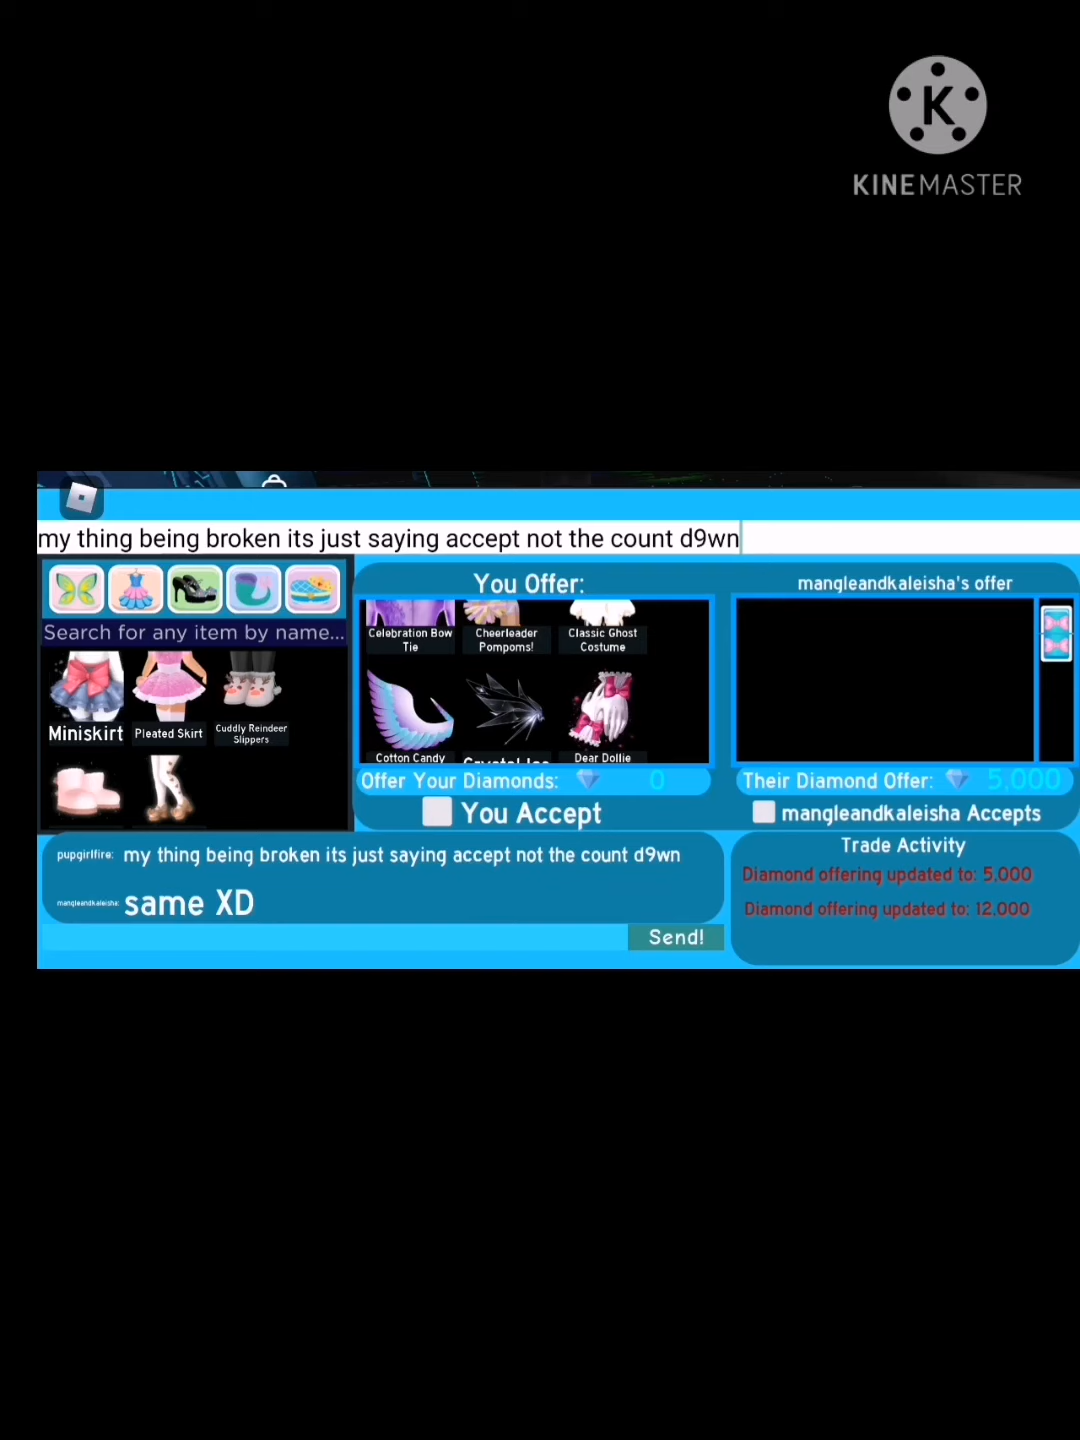 KINEMASTER
my thing being broken its just saying accept not the count d9wn
You Offer:
mangleandkaleisha's offer
Search for any item by name...
Celebration Bow
Tie
Cheerleader
Pompoms!
Classic Ghost
Costume
Miniskirt
Pleated Skirt
Cuddly Reindeer
Slippers
Cotton Candy
Dear Dollie
Offer Your Diamonds: 0
Their Diamond Offer: 5,000
You Accept
mangleandkaleisha Accepts
pupgirlfire: my thing being broken its just saying accept not the count d9wn
mangleandkaleisha: same XD
Send!
Trade Activity
Diamond offering updated to: 5,000
Diamond offering updated to: 12,000